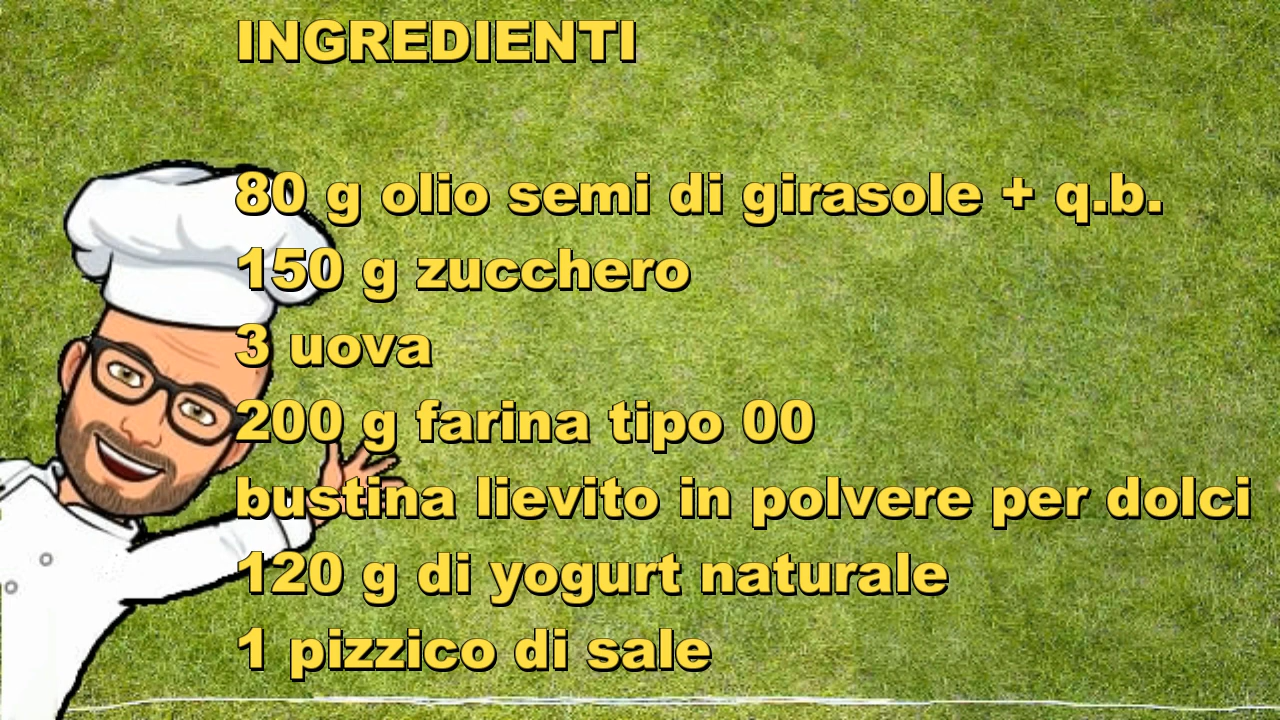 INGREDIENTI
80 g olio semi di girasole + q.b.
150 g zucchero
3 uova
200 g farina tipo 00
bustina lievito in polvere per dolci
120 g di yogurt naturale
1 pizzico di sale